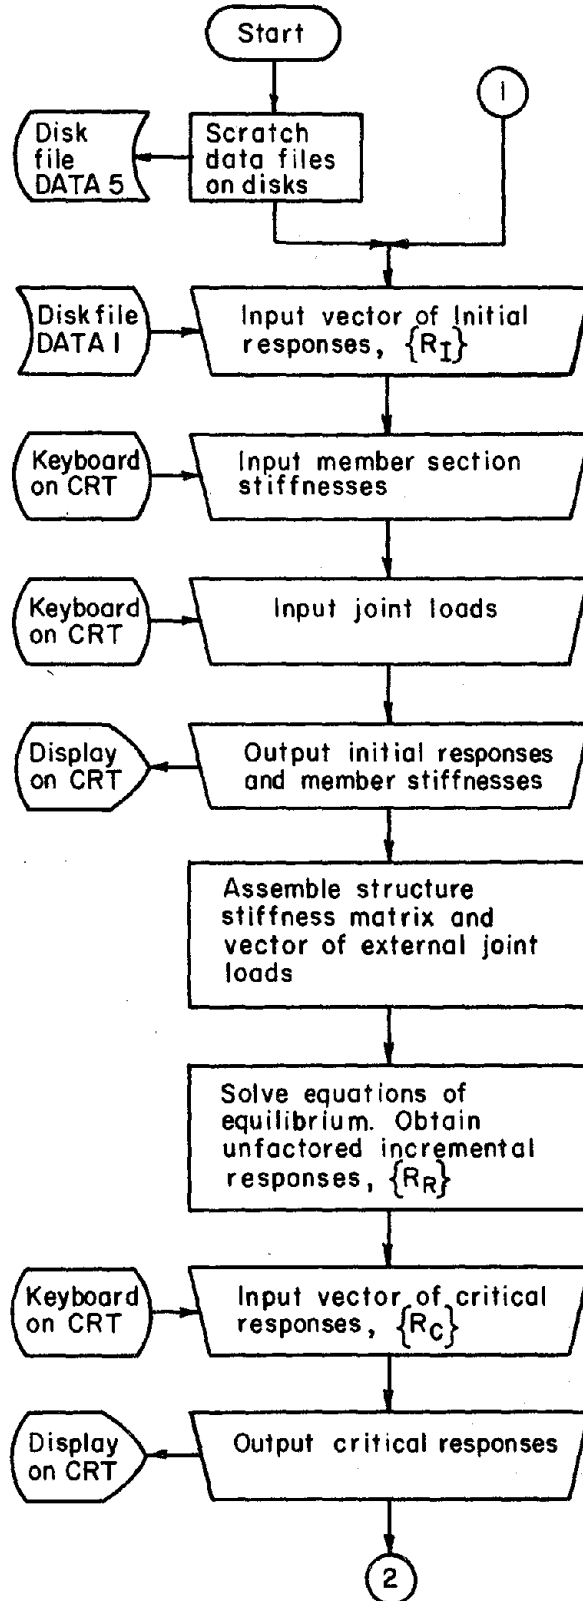 Start
1
Disk
file
DATA 5
Scratch
data files
on disks
Disk file
DATA 1
Input vector of Initial
responses, {R_I}
Keyboard
on CRT
Input member section
stiffnesses
Keyboard
on CRT
Input joint loads
Display
on CRT
Output initial responses
and member stiffnesses
Assemble structure
stiffness matrix and
vector of external joint
loads
Solve equations of
equilibrium. Obtain
unfactored incremental
responses, {R_R}
Keyboard
on CRT
Input vector of critical
responses, {R_C}
Display
on CRT
Output critical responses
2